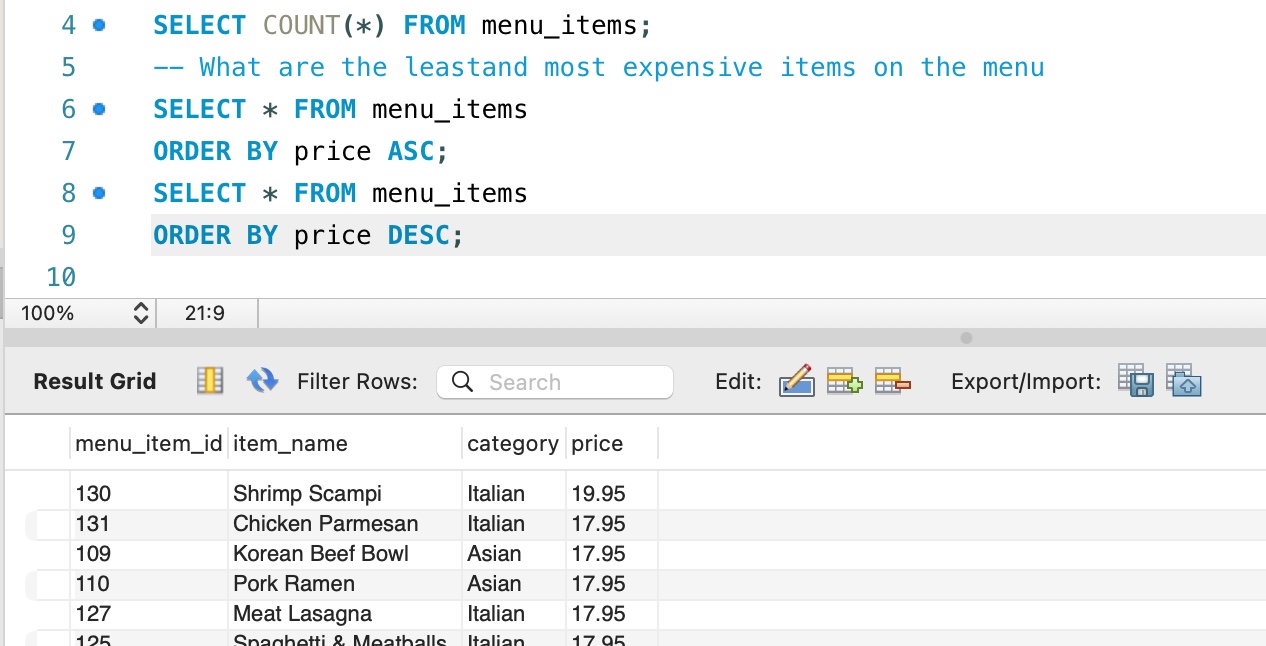 4 SELECT COUNT(*) FROM menu_items;
5 -- What are the leastand most expensive items on the menu
6 SELECT * FROM menu_items
7 ORDER BY price ASC;
8 SELECT * FROM menu_items
9 ORDER BY price DESC;
10
100% 21:9
Result Grid Filter Rows: Search Edit: Export/Import:
menu_item_id item_name category price
130 Shrimp Scampi Italian 19.95
131 Chicken Parmesan Italian 17.95
109 Korean Beef Bowl Asian 17.95
110 Pork Ramen Asian 17.95
127 Meat Lasagna Italian 17.95
125 Spaghetti & Meatballs Italian 17.95